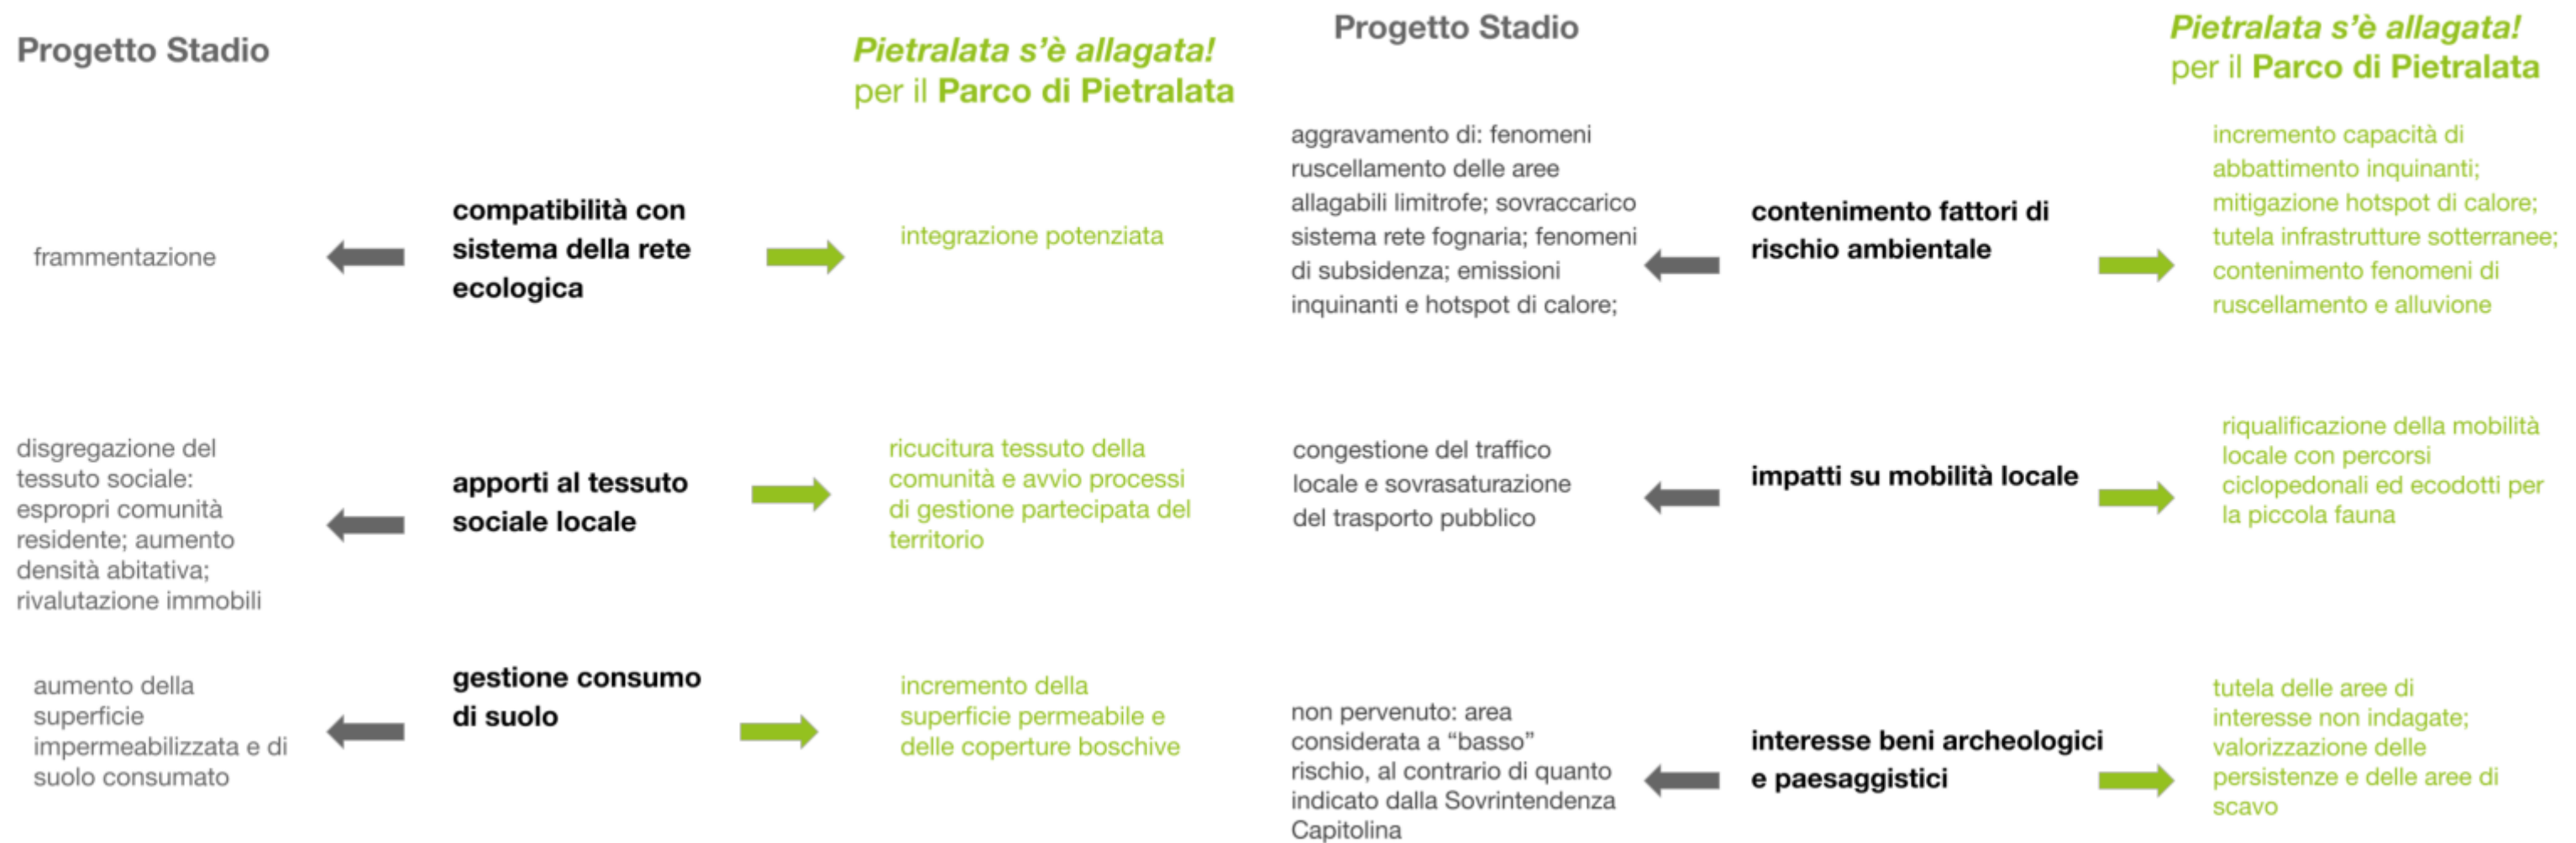 Progetto Stadio
Pietralata s'è allagata!
per il Parco di Pietralata
frammentazione
compatibilità con
sistema della rete
ecologica
integrazione potenziata
disgregazione del
tessuto sociale:
espropri comunità
residente; aumento
densità abitativa;
rivalutazione immobili
apporti al tessuto
sociale locale
ricucitura tessuto della
comunità e avvio processi
di gestione partecipata del
territorio
aumento della
superficie
impermeabilizzata e di
suolo consumato
gestione consumo
di suolo
incremento della
superficie permeabile e
delle coperture boschive
Progetto Stadio
Pietralata s'è allagata!
per il Parco di Pietralata
aggravamento di: fenomeni
ruscellamento delle aree
allagabili limitrofe; sovraccarico
sistema rete fognaria; fenomeni
di subsidenza; emissioni
inquinanti e hotspot di calore;
contenimento fattori di
rischio ambientale
incremento capacità di
abbattimento inquinanti;
mitigazione hotspot di calore;
tutela infrastrutture sotterranee;
contenimento fenomeni di
ruscellamento e alluvione
congestione del traffico
locale e sovrasaturazione
del trasporto pubblico
impatti su mobilità locale
riqualificazione della mobilità
locale con percorsi
ciclopedonali ed ecodotti per
la piccola fauna
non pervenuto: area
considerata a “basso”
rischio, al contrario di quanto
indicato dalla Sovrintendenza
Capitolina
interesse beni archeologici
e paesaggistici
tutela delle aree di
interesse non indagate;
valorizzazione delle
persistenze e delle aree di
scavo